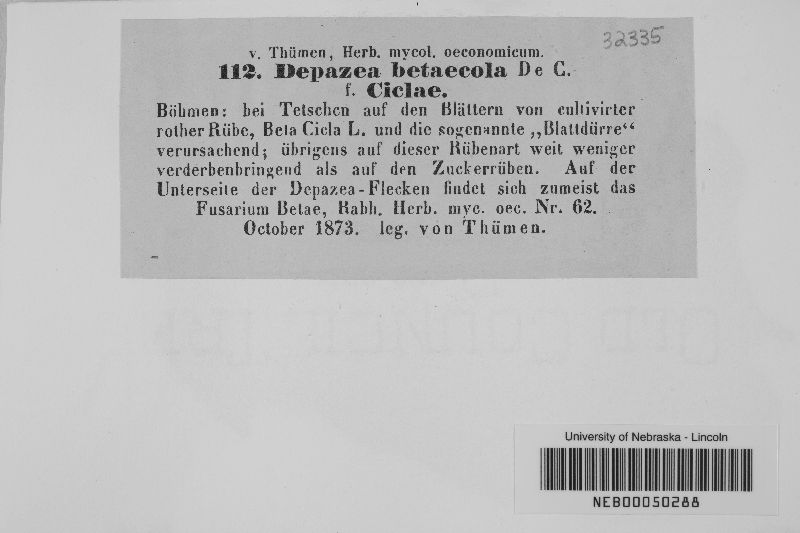 32335
v. Thümen, Herb. mycol. oeconomicum.
112. Depazea betaecola De C.
f. Ciclae.
Böhmen: bei Tetschen auf den Blättern von cultivirter
rother Rübe, Beta Cicla L. und die sogenannte „Blattdürre“
verursachend; übrigens auf dieser Rübenart weit weniger
verderbenbringend als auf den Zuckerrüben. Auf der
Unterseite der Depazea-Flecken findet sich zumeist das
Fusarium Betae, Rabh. Herb. myc. oec. Nr. 62.
October 1873. leg. von Thümen.
University of Nebraska - Lincoln
NEB00050288